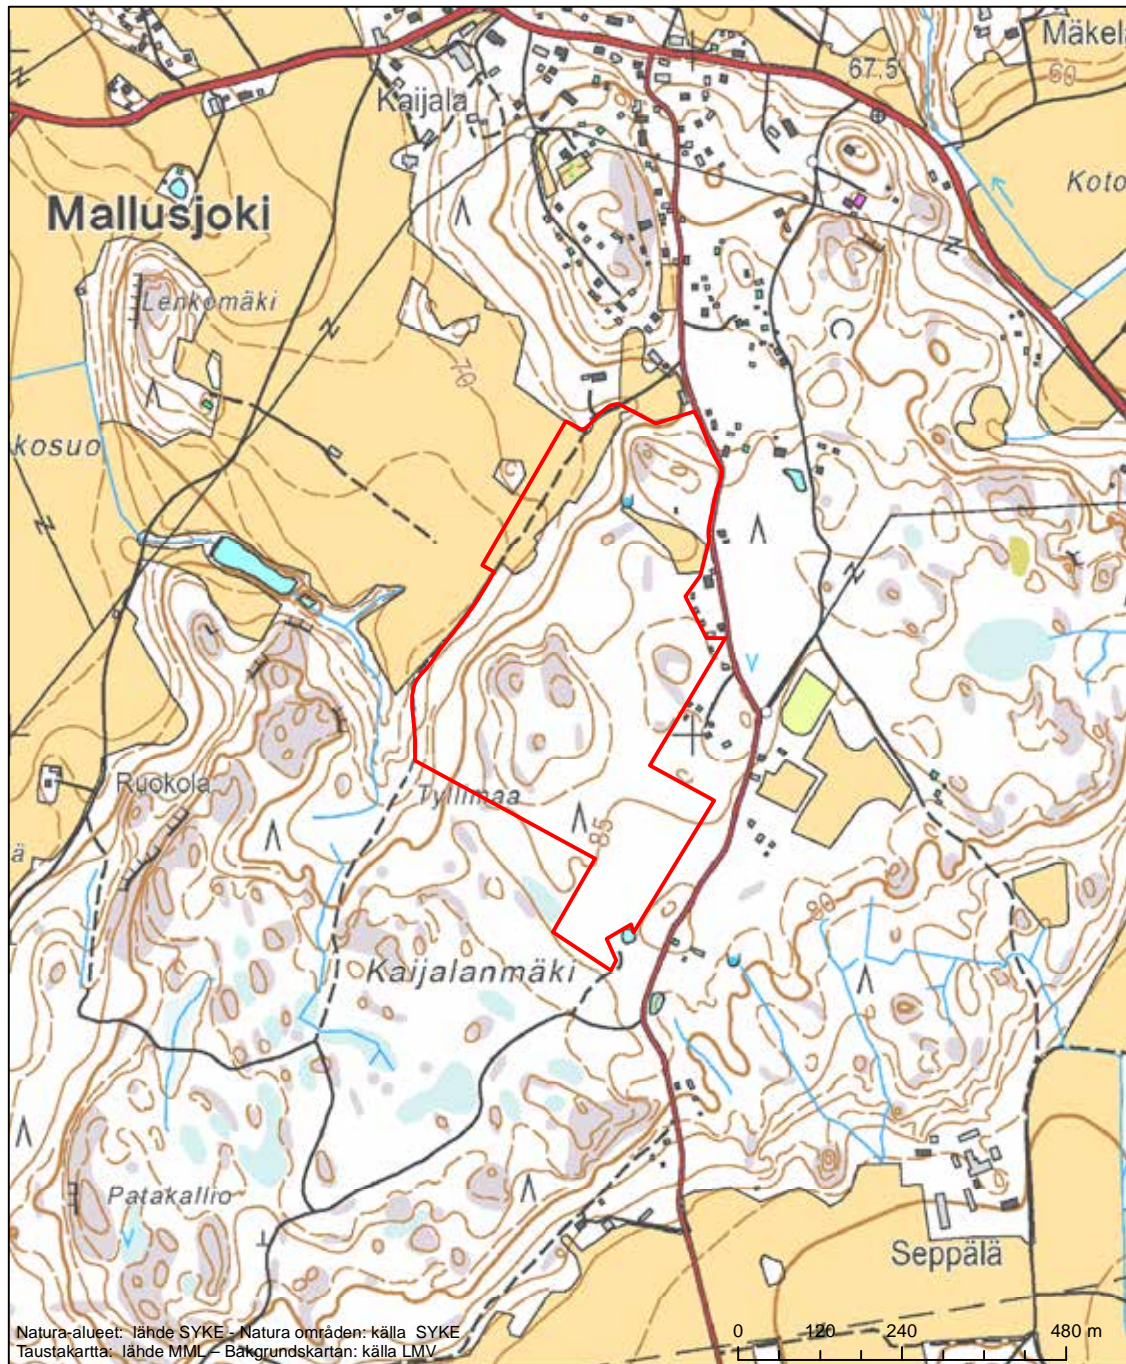 Mäkelä
67.5
60
Kaijala
Koto
Mallusjoki
Lenkomäki
70
kosuo
Ruokola
Tyllimaa
85
ä
80
Kaijalanmäki
Patakallio
Seppälä
Natura-alueet: lähde SYKE - Natura områden: källa SYKE
0 120 240 480 m
Taustakartta: lähde MML – Bakgrundskartan: källa LMV